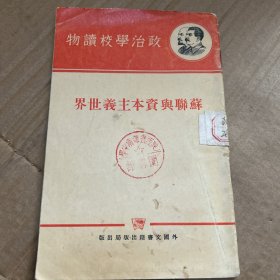 物讀校學治政
界世義主本資與聯蘇
版出局版出籍書文國外